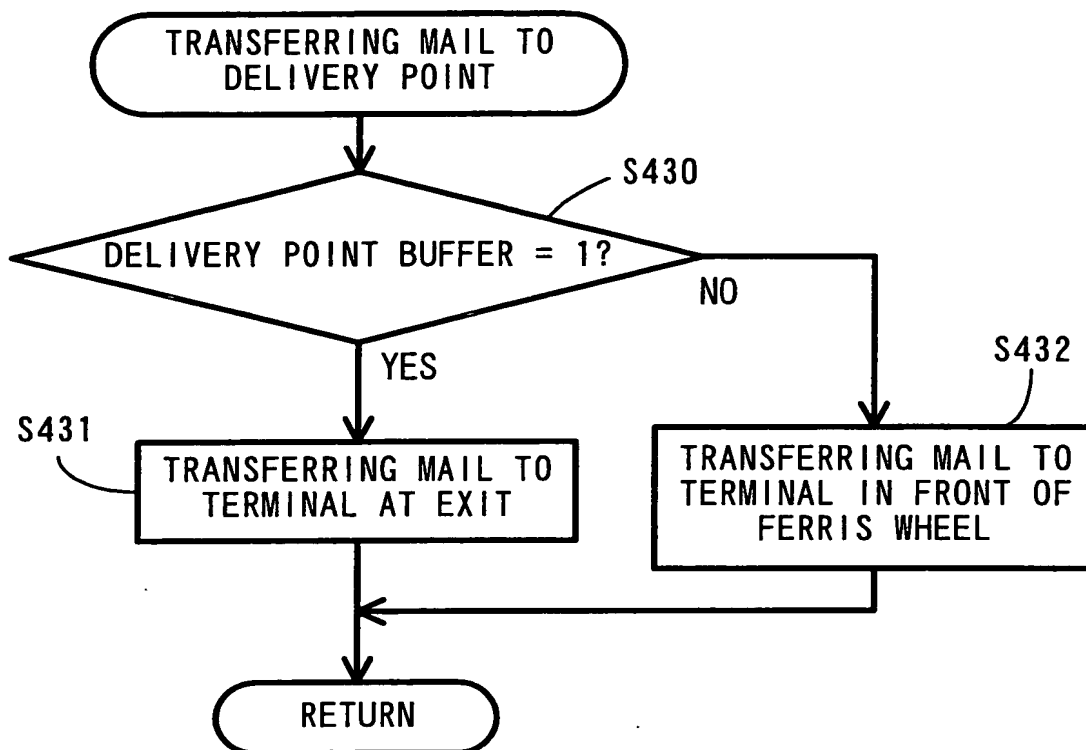 TRANSFERRING MAIL TO
DELIVERY POINT
S430
DELIVERY POINT BUFFER = 1?
NO
YES
S432
S431
TRANSFERRING MAIL TO
TERMINAL AT EXIT
TRANSFERRING MAIL TO
TERMINAL IN FRONT OF
FERRIS WHEEL
RETURN